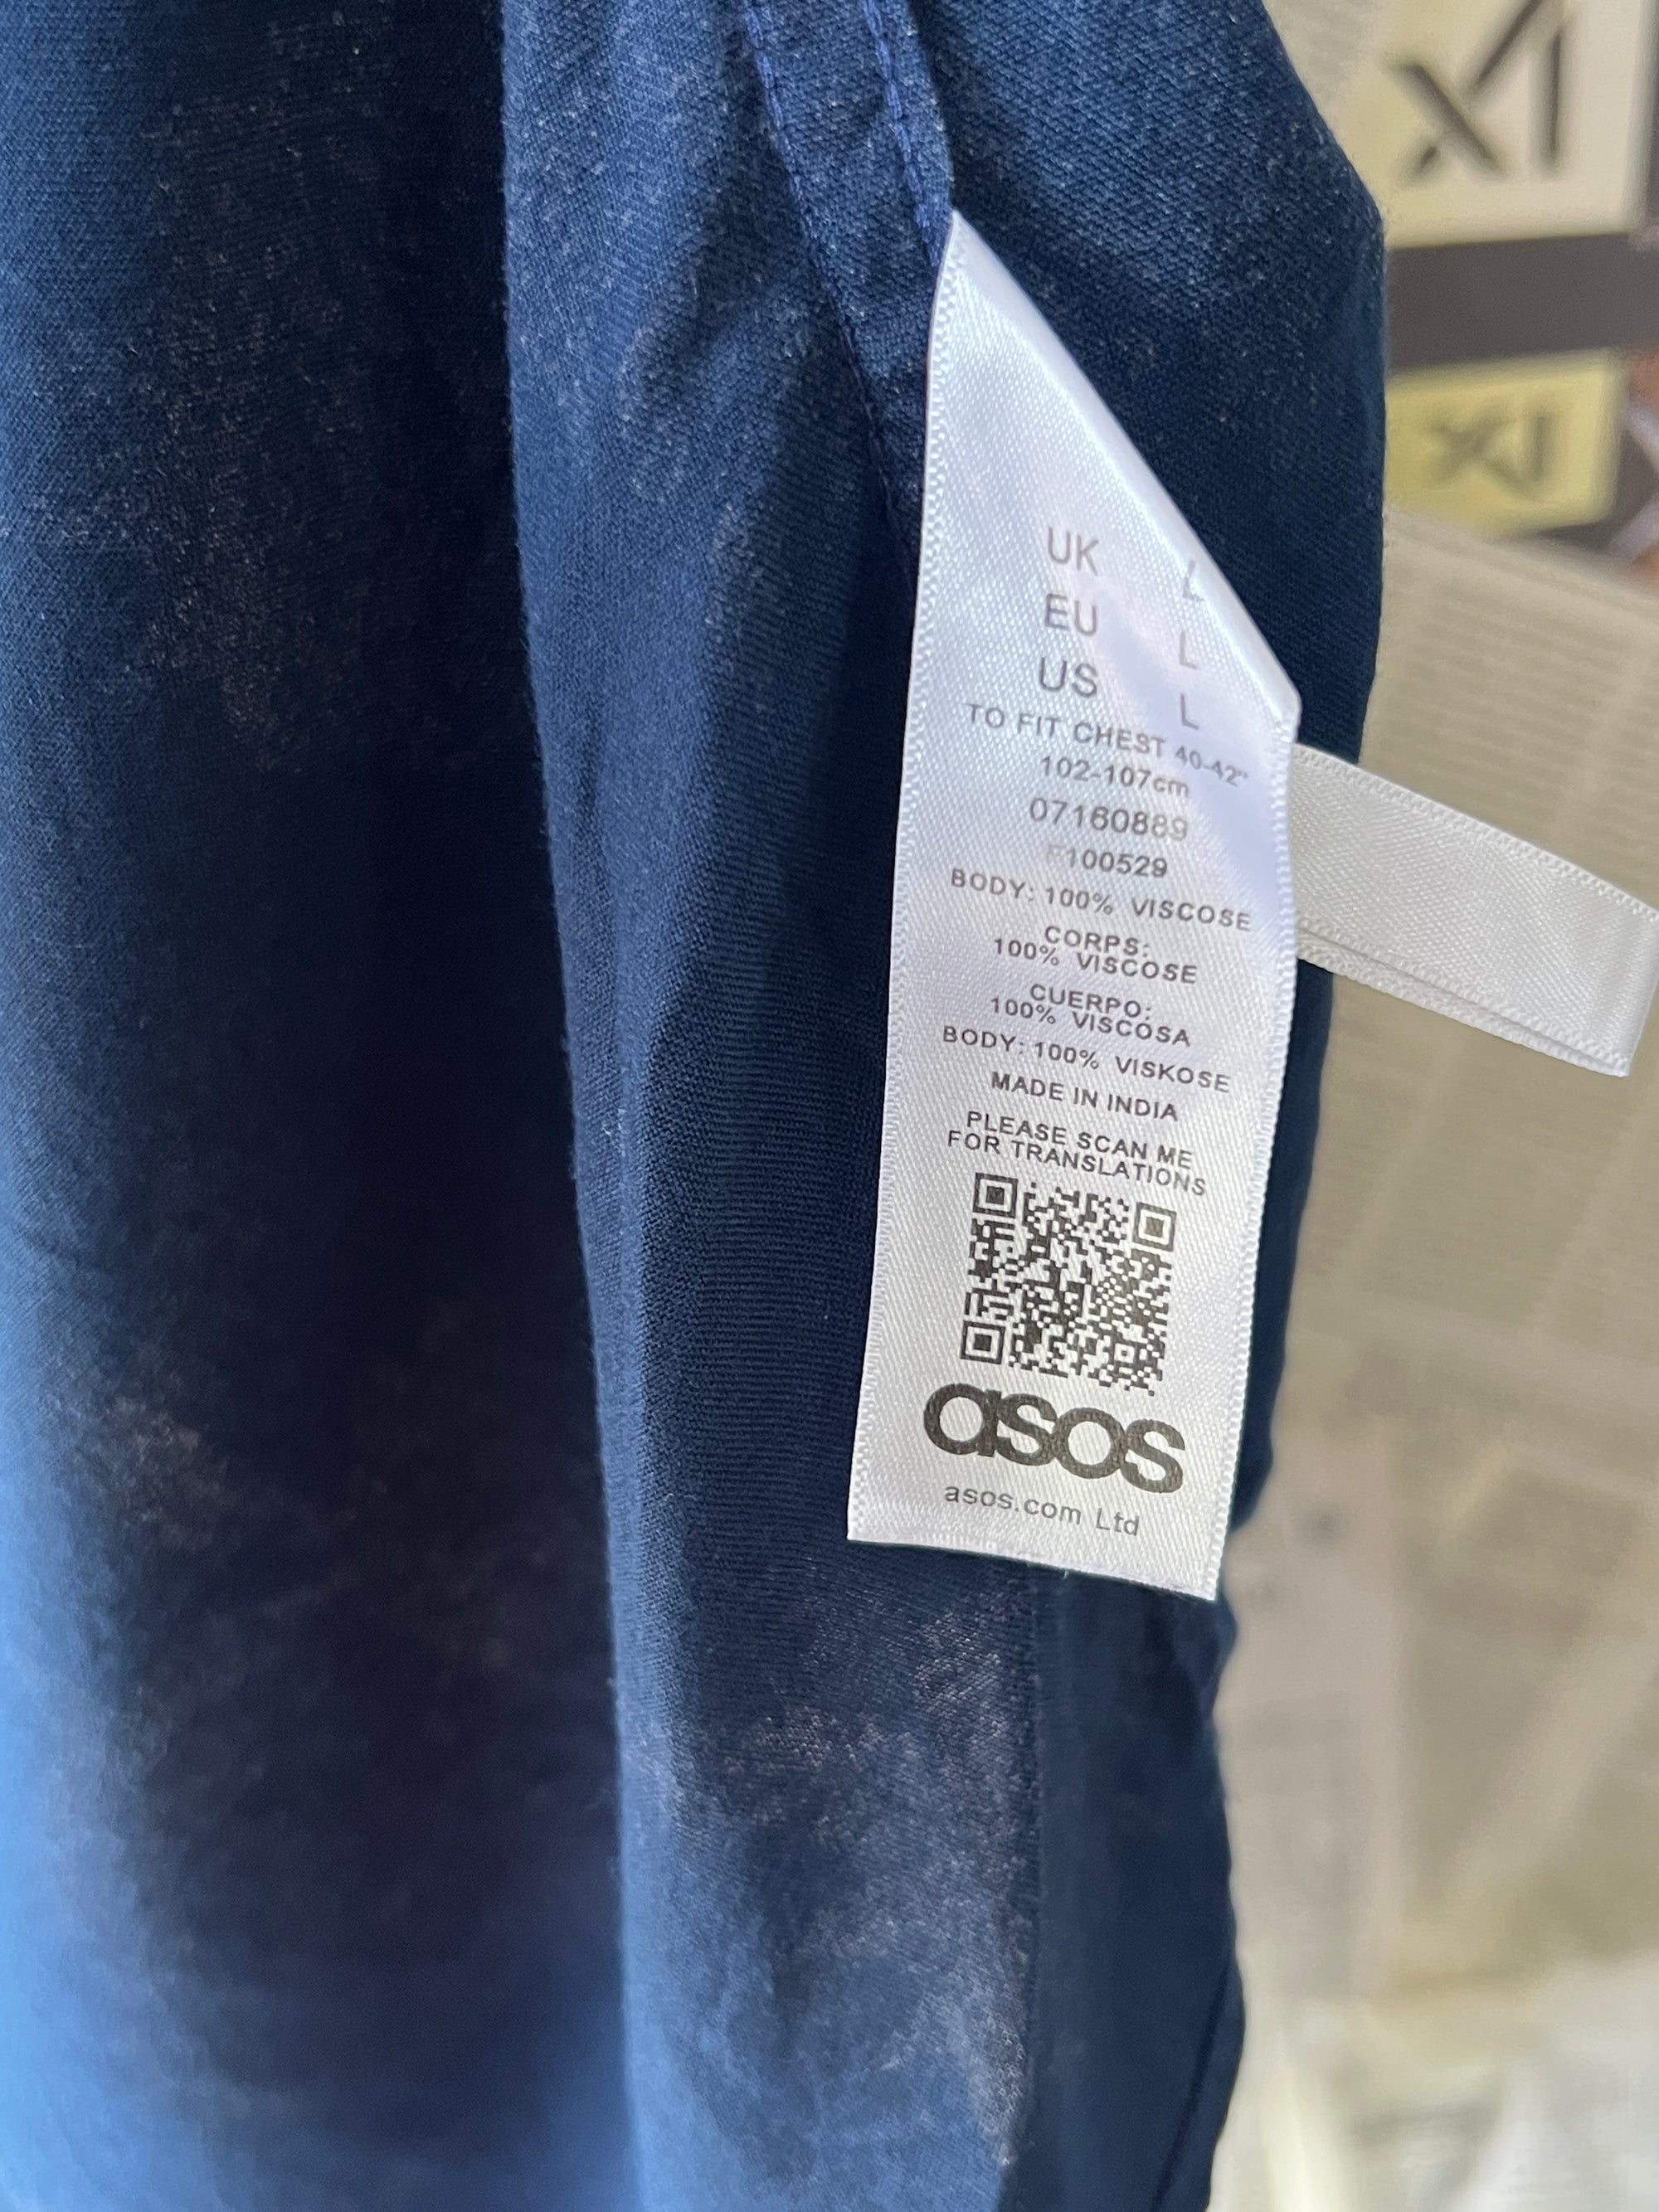 UK L
EU L
US L
TO FIT CHEST 40-42"
102-107cm
07160889
F100529
BODY: 100% VISCOSE
CORPS:
100% VISCOSE
CUERPO:
100% VISCOSA
BODY: 100% VISKOSE
MADE IN INDIA
PLEASE SCAN ME
FOR TRANSLATIONS
asos
asos.com Ltd